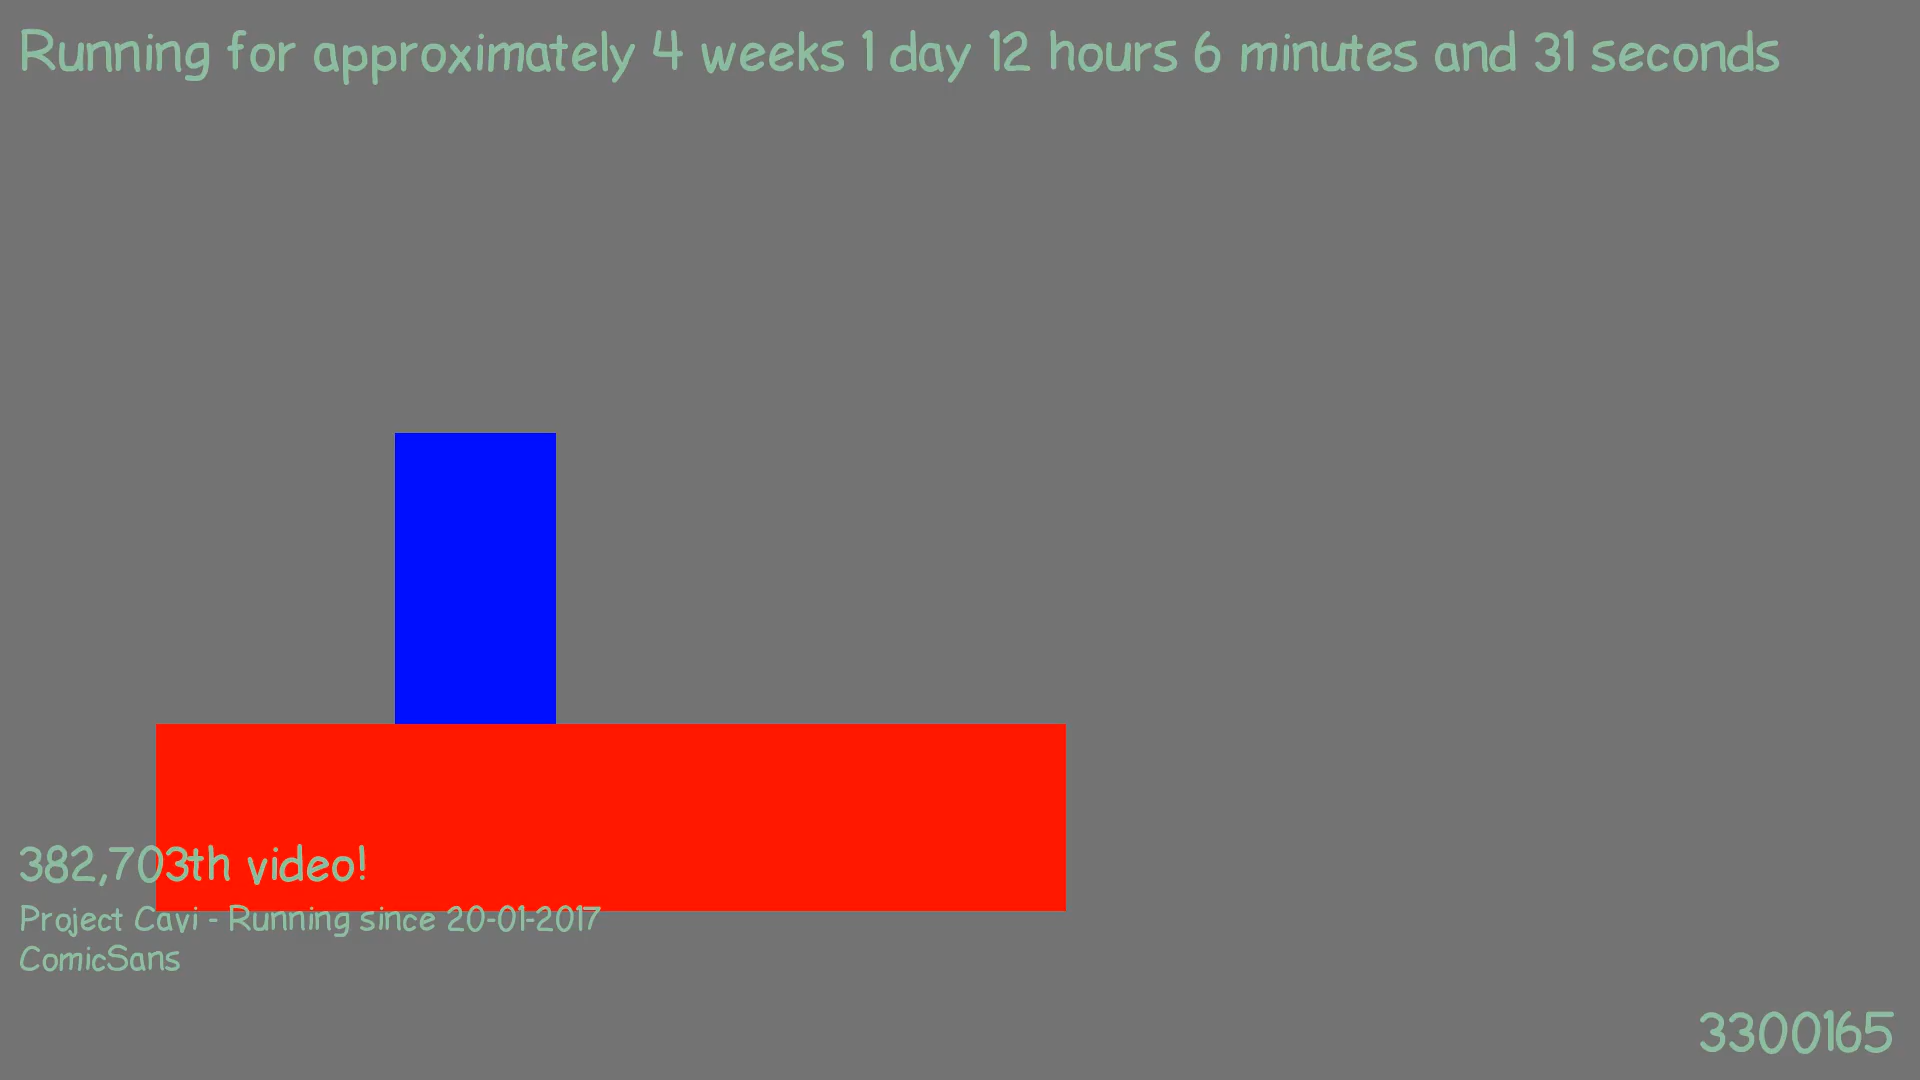 Running for approximately 4 weeks 1 day 12 hours 6 minutes and 31 seconds
382,703th video!
Project Cavi - Running since 20-01-2017
ComicSans
3300165